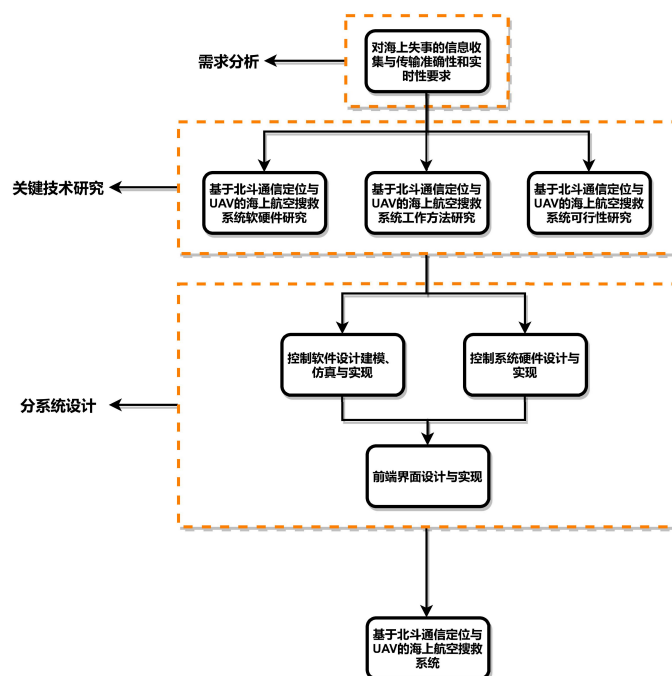 需求分析
对海上失事的信息收
集与传输准确性和实
时性要求
关键技术研究
基于北斗通信定位与
UAV的海上航空搜救
系统软硬件研究
基于北斗通信定位与
UAV的海上航空搜救
系统工作方法研究
基于北斗通信定位与
UAV的海上航空搜救
系统可行性研究
分系统设计
控制软件设计建模、
仿真与实现
控制系统硬件设计与
实现
前端界面设计与实现
基于北斗通信定位与
UAV的海上航空搜救
系统